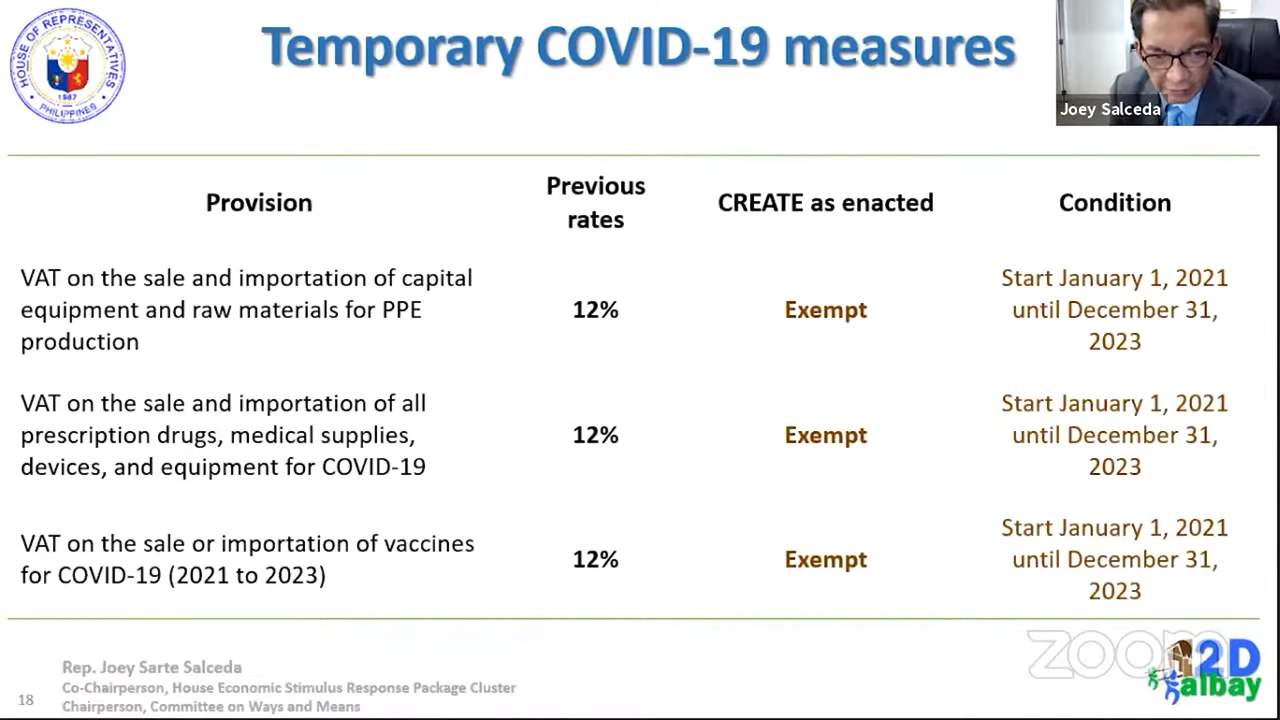 HOUSE OF REPRESENTATIVES
1987
PHILIPPINES
Temporary COVID-19 measures
Joey Salceda
Provision
Previous
rates
CREATE as enacted
Condition
VAT on the sale and importation of capital
equipment and raw materials for PPE
production
12%
Exempt
Start January 1, 2021
until December 31,
2023
VAT on the sale and importation of all
prescription drugs, medical supplies,
devices, and equipment for COVID-19
12%
Exempt
Start January 1, 2021
until December 31,
2023
VAT on the sale or importation of vaccines
for COVID-19 (2021 to 2023)
12%
Exempt
Start January 1, 2021
until December 31,
2023
Rep. Joey Sarte Salceda
Co-Chairperson, House Economic Stimulus Response Package Cluster
Chairperson, Committee on Ways and Means
18
zoom
2D
albay